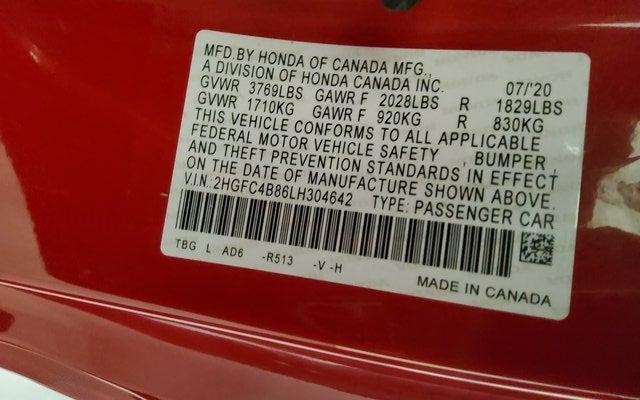 MFD.BY HONDA OF CANADA MFG.,
A DIVISION OF HONDA CANADA INC. 07/'20
GVWR 3769LBS GAWR F 2028LBS R 1829LBS
GVWR 1710KG GAWR F 920KG R 830KG
THIS VEHICLE CONFORMS TO ALL APPLICABLE
FEDERAL MOTOR VEHICLE SAFETY , BUMPER ,
AND THEFT PREVENTION STANDARDS IN EFFECT
ON THE DATE OF MANUFACTURE SHOWN ABOVE.
V.I.N.:2HGFC4B86LH304642 TYPE: PASSENGER CAR
TBG L AD6 -R513 -V -H
MADE IN CANADA